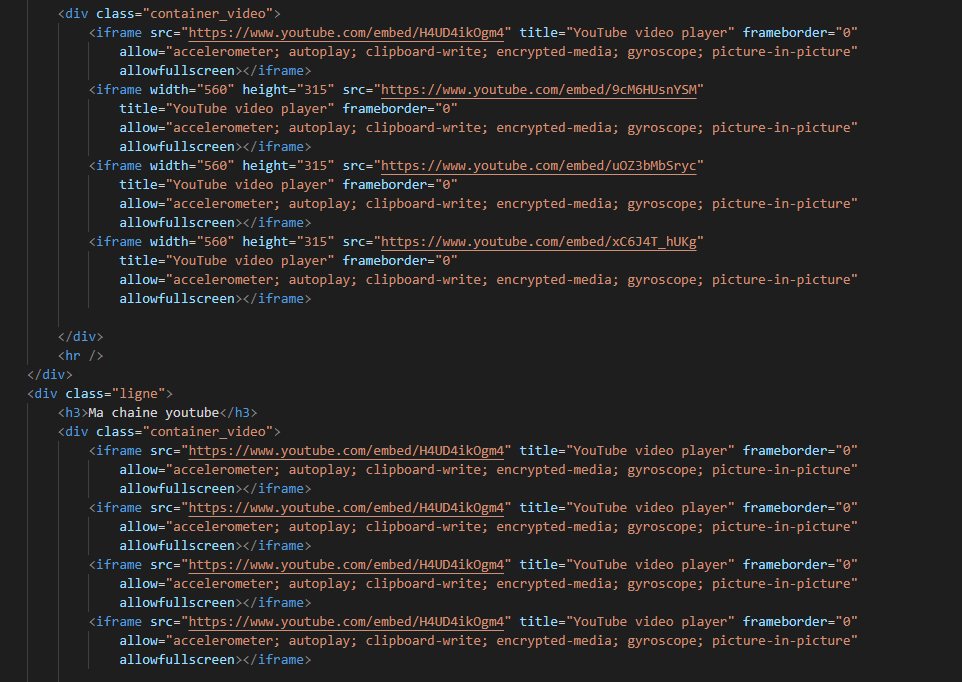 <div class="container_video">
<iframe src="https://www.youtube.com/embed/H4UD4ikOgm4" title="YouTube video player" frameborder="0"
allow="accelerometer; autoplay; clipboard-write; encrypted-media; gyroscope; picture-in-picture"
allowfullscreen></iframe>
<iframe width="560" height="315" src="https://www.youtube.com/embed/9cM6HUsnYSM"
title="YouTube video player" frameborder="0"
allow="accelerometer; autoplay; clipboard-write; encrypted-media; gyroscope; picture-in-picture"
allowfullscreen></iframe>
<iframe width="560" height="315" src="https://www.youtube.com/embed/uOZ3bMbSryc"
title="YouTube video player" frameborder="0"
allow="accelerometer; autoplay; clipboard-write; encrypted-media; gyroscope; picture-in-picture"
allowfullscreen></iframe>
<iframe width="560" height="315" src="https://www.youtube.com/embed/xC6J4T_hUKg"
title="YouTube video player" frameborder="0"
allow="accelerometer; autoplay; clipboard-write; encrypted-media; gyroscope; picture-in-picture"
allowfullscreen></iframe>
</div>
<hr />
</div>
<div class="ligne">
<h3>Ma chaine youtube</h3>
<div class="container_video">
<iframe src="https://www.youtube.com/embed/H4UD4ikOgm4" title="YouTube video player" frameborder="0"
allow="accelerometer; autoplay; clipboard-write; encrypted-media; gyroscope; picture-in-picture"
allowfullscreen></iframe>
<iframe src="https://www.youtube.com/embed/H4UD4ikOgm4" title="YouTube video player" frameborder="0"
allow="accelerometer; autoplay; clipboard-write; encrypted-media; gyroscope; picture-in-picture"
allowfullscreen></iframe>
<iframe src="https://www.youtube.com/embed/H4UD4ikOgm4" title="YouTube video player" frameborder="0"
allow="accelerometer; autoplay; clipboard-write; encrypted-media; gyroscope; picture-in-picture"
allowfullscreen></iframe>
<iframe src="https://www.youtube.com/embed/H4UD4ikOgm4" title="YouTube video player" frameborder="0"
allow="accelerometer; autoplay; clipboard-write; encrypted-media; gyroscope; picture-in-picture"
allowfullscreen></iframe>